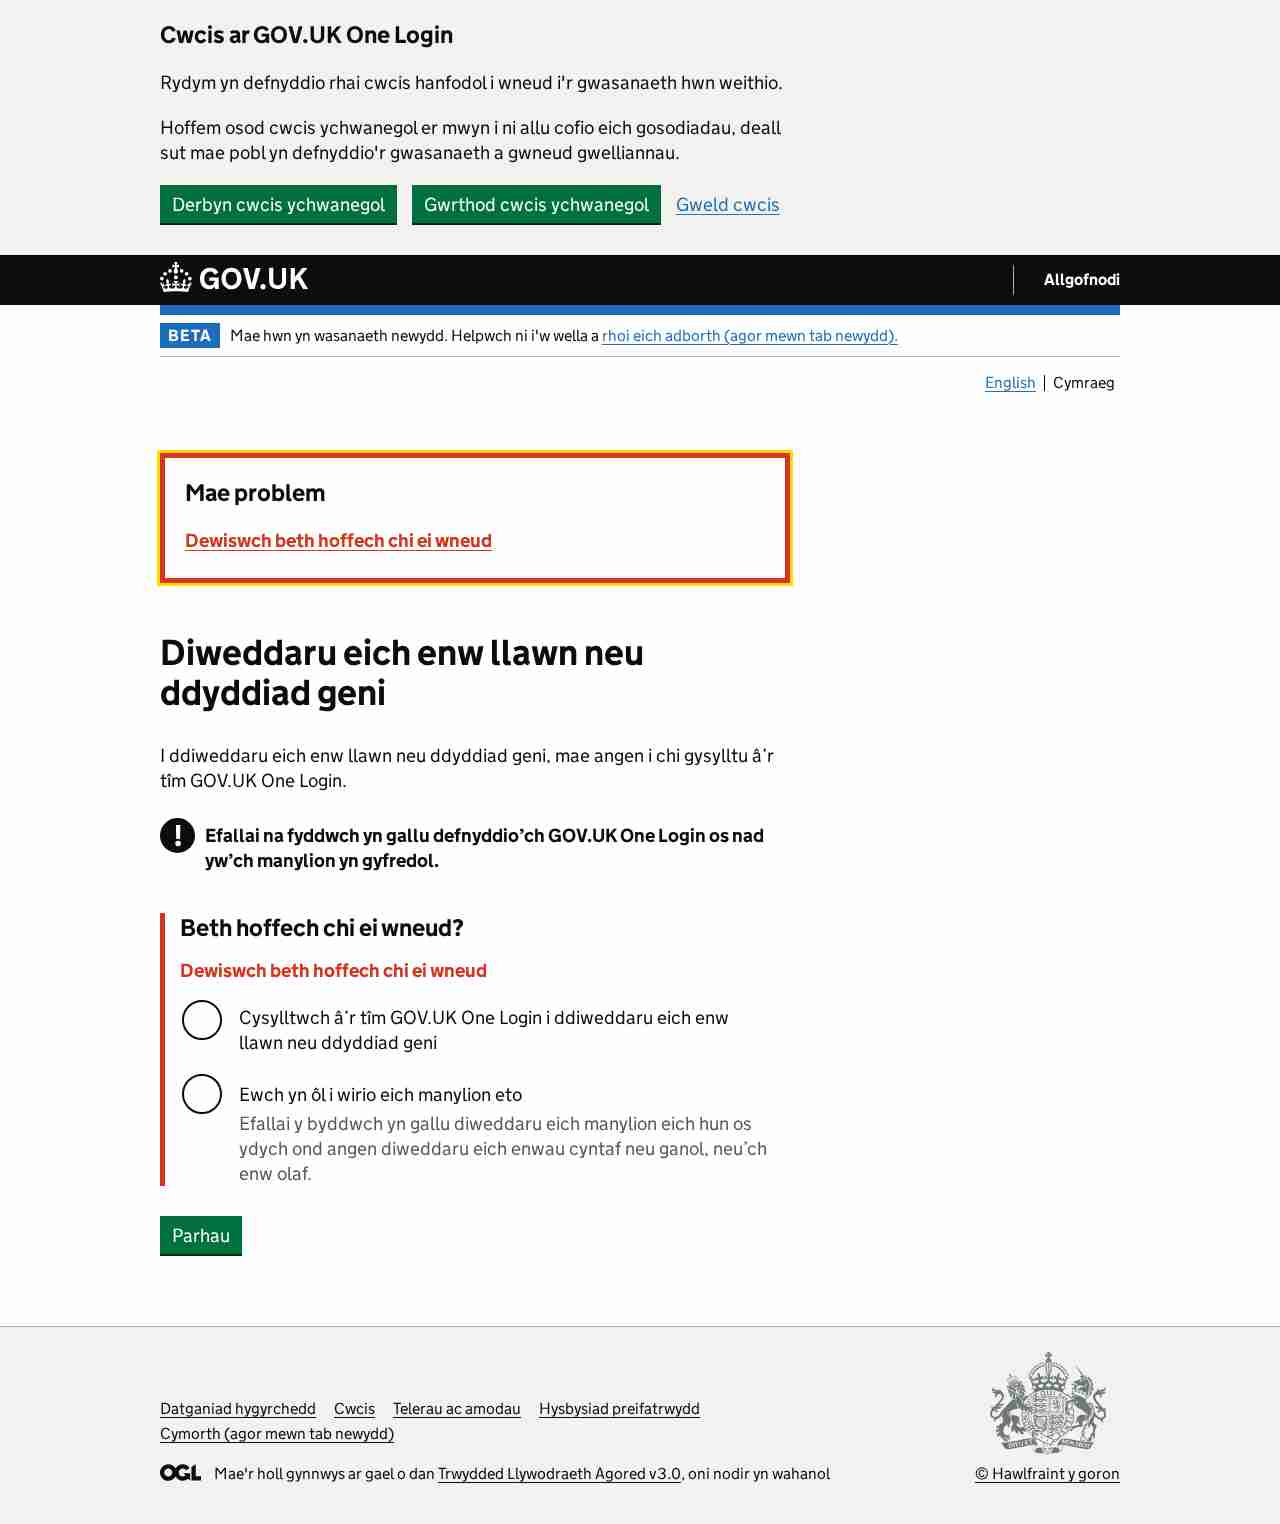 Cwcis ar GOV.UK One Login
Rydym yn defnyddio rhai cwcis hanfodol i wneud i'r gwasanaeth hwn weithio.
Hoffem osod cwcis ychwanegol er mwyn i ni allu cofio eich gosodiadau, deall
sut mae pobl yn defnyddio'r gwasanaeth a gwneud gwelliannau.
Derbyn cwcis ychwanegol Gwrthod cwcis ychwanegol Gweld cwcis
GOV.UK Allgofnodi
BETA Mae hwn yn wasanaeth newydd. Helpwch ni i'w wella a rhoi eich adborth (agor mewn tab newydd).
English Cymraeg
Mae problem
Dewiswch beth hoffech chi ei wneud
Diweddaru eich enw llawn neu
ddyddiad geni
I ddiweddaru eich enw llawn neu ddyddiad geni, mae angen i chi gysylltu â’r
tîm GOV.UK One Login.
! Efallai na fyddwch yn gallu defnyddio’ch GOV.UK One Login os nad
yw’ch manylion yn gyfredol.
Beth hoffech chi ei wneud?
Dewiswch beth hoffech chi ei wneud
Cysylltwch â’r tîm GOV.UK One Login i ddiweddaru eich enw
llawn neu ddyddiad geni
Ewch yn ôl i wirio eich manylion eto
Efallai y byddwch yn gallu diweddaru eich manylion eich hun os
ydych ond angen diweddaru eich enwau cyntaf neu ganol, neu’ch
enw olaf.
Parhau
Datganiad hygyrchedd Cwcis Telerau ac amodau Hysbysiad preifatrwydd
Cymorth (agor mewn tab newydd)
OGL Mae'r holl gynnwys ar gael o dan Trwydded Llywodraeth Agored v3.0, oni nodir yn wahanol
© Hawlfraint y goron